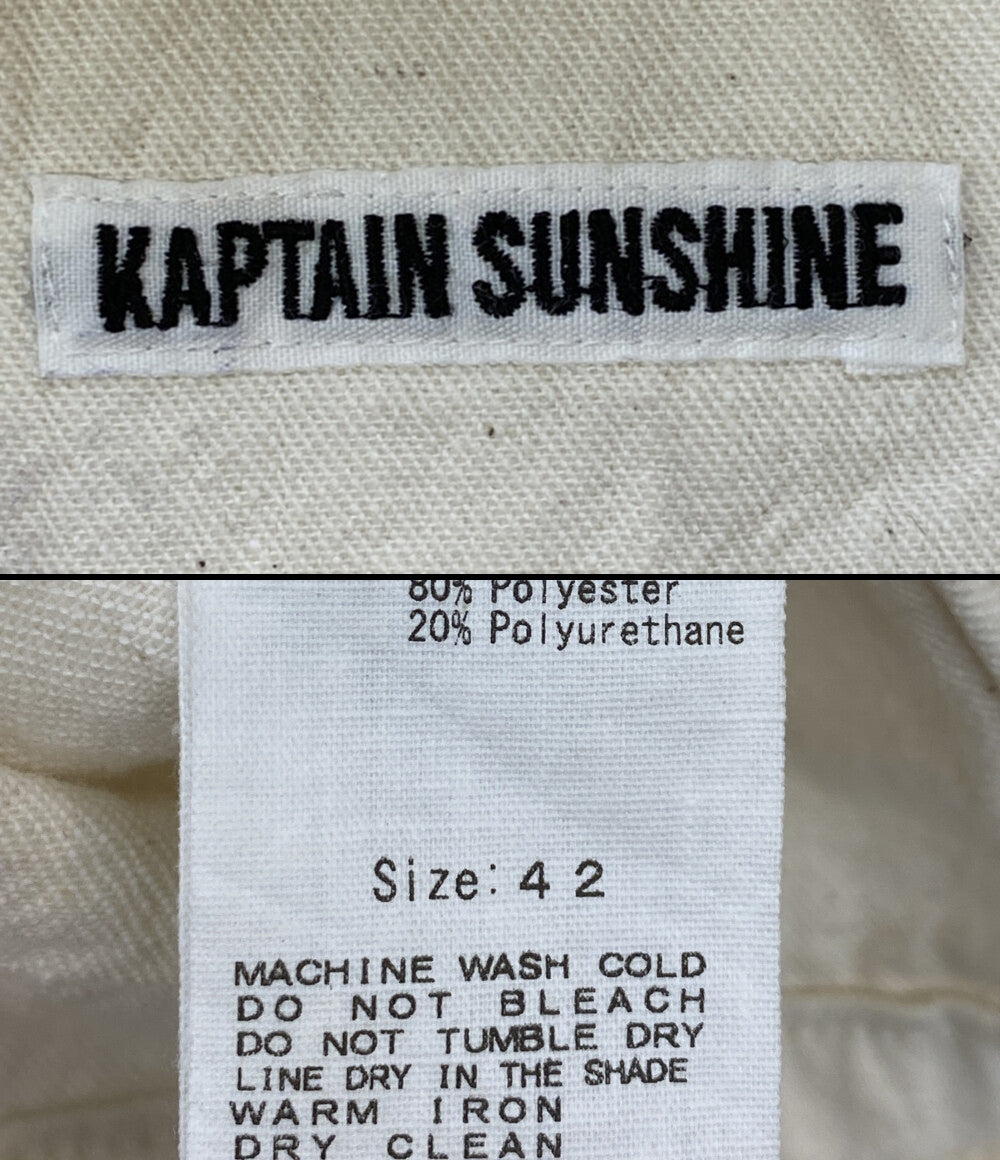 KAPTAIN SUNSHINE
80% Polyester
20% Polyurethane
Size: 42
MACHINE WASH COLD
DO NOT BLEACH
DO NOT TUMBLE DRY
LINE DRY IN THE SHADE
WARM IRON
DRY CLEAN